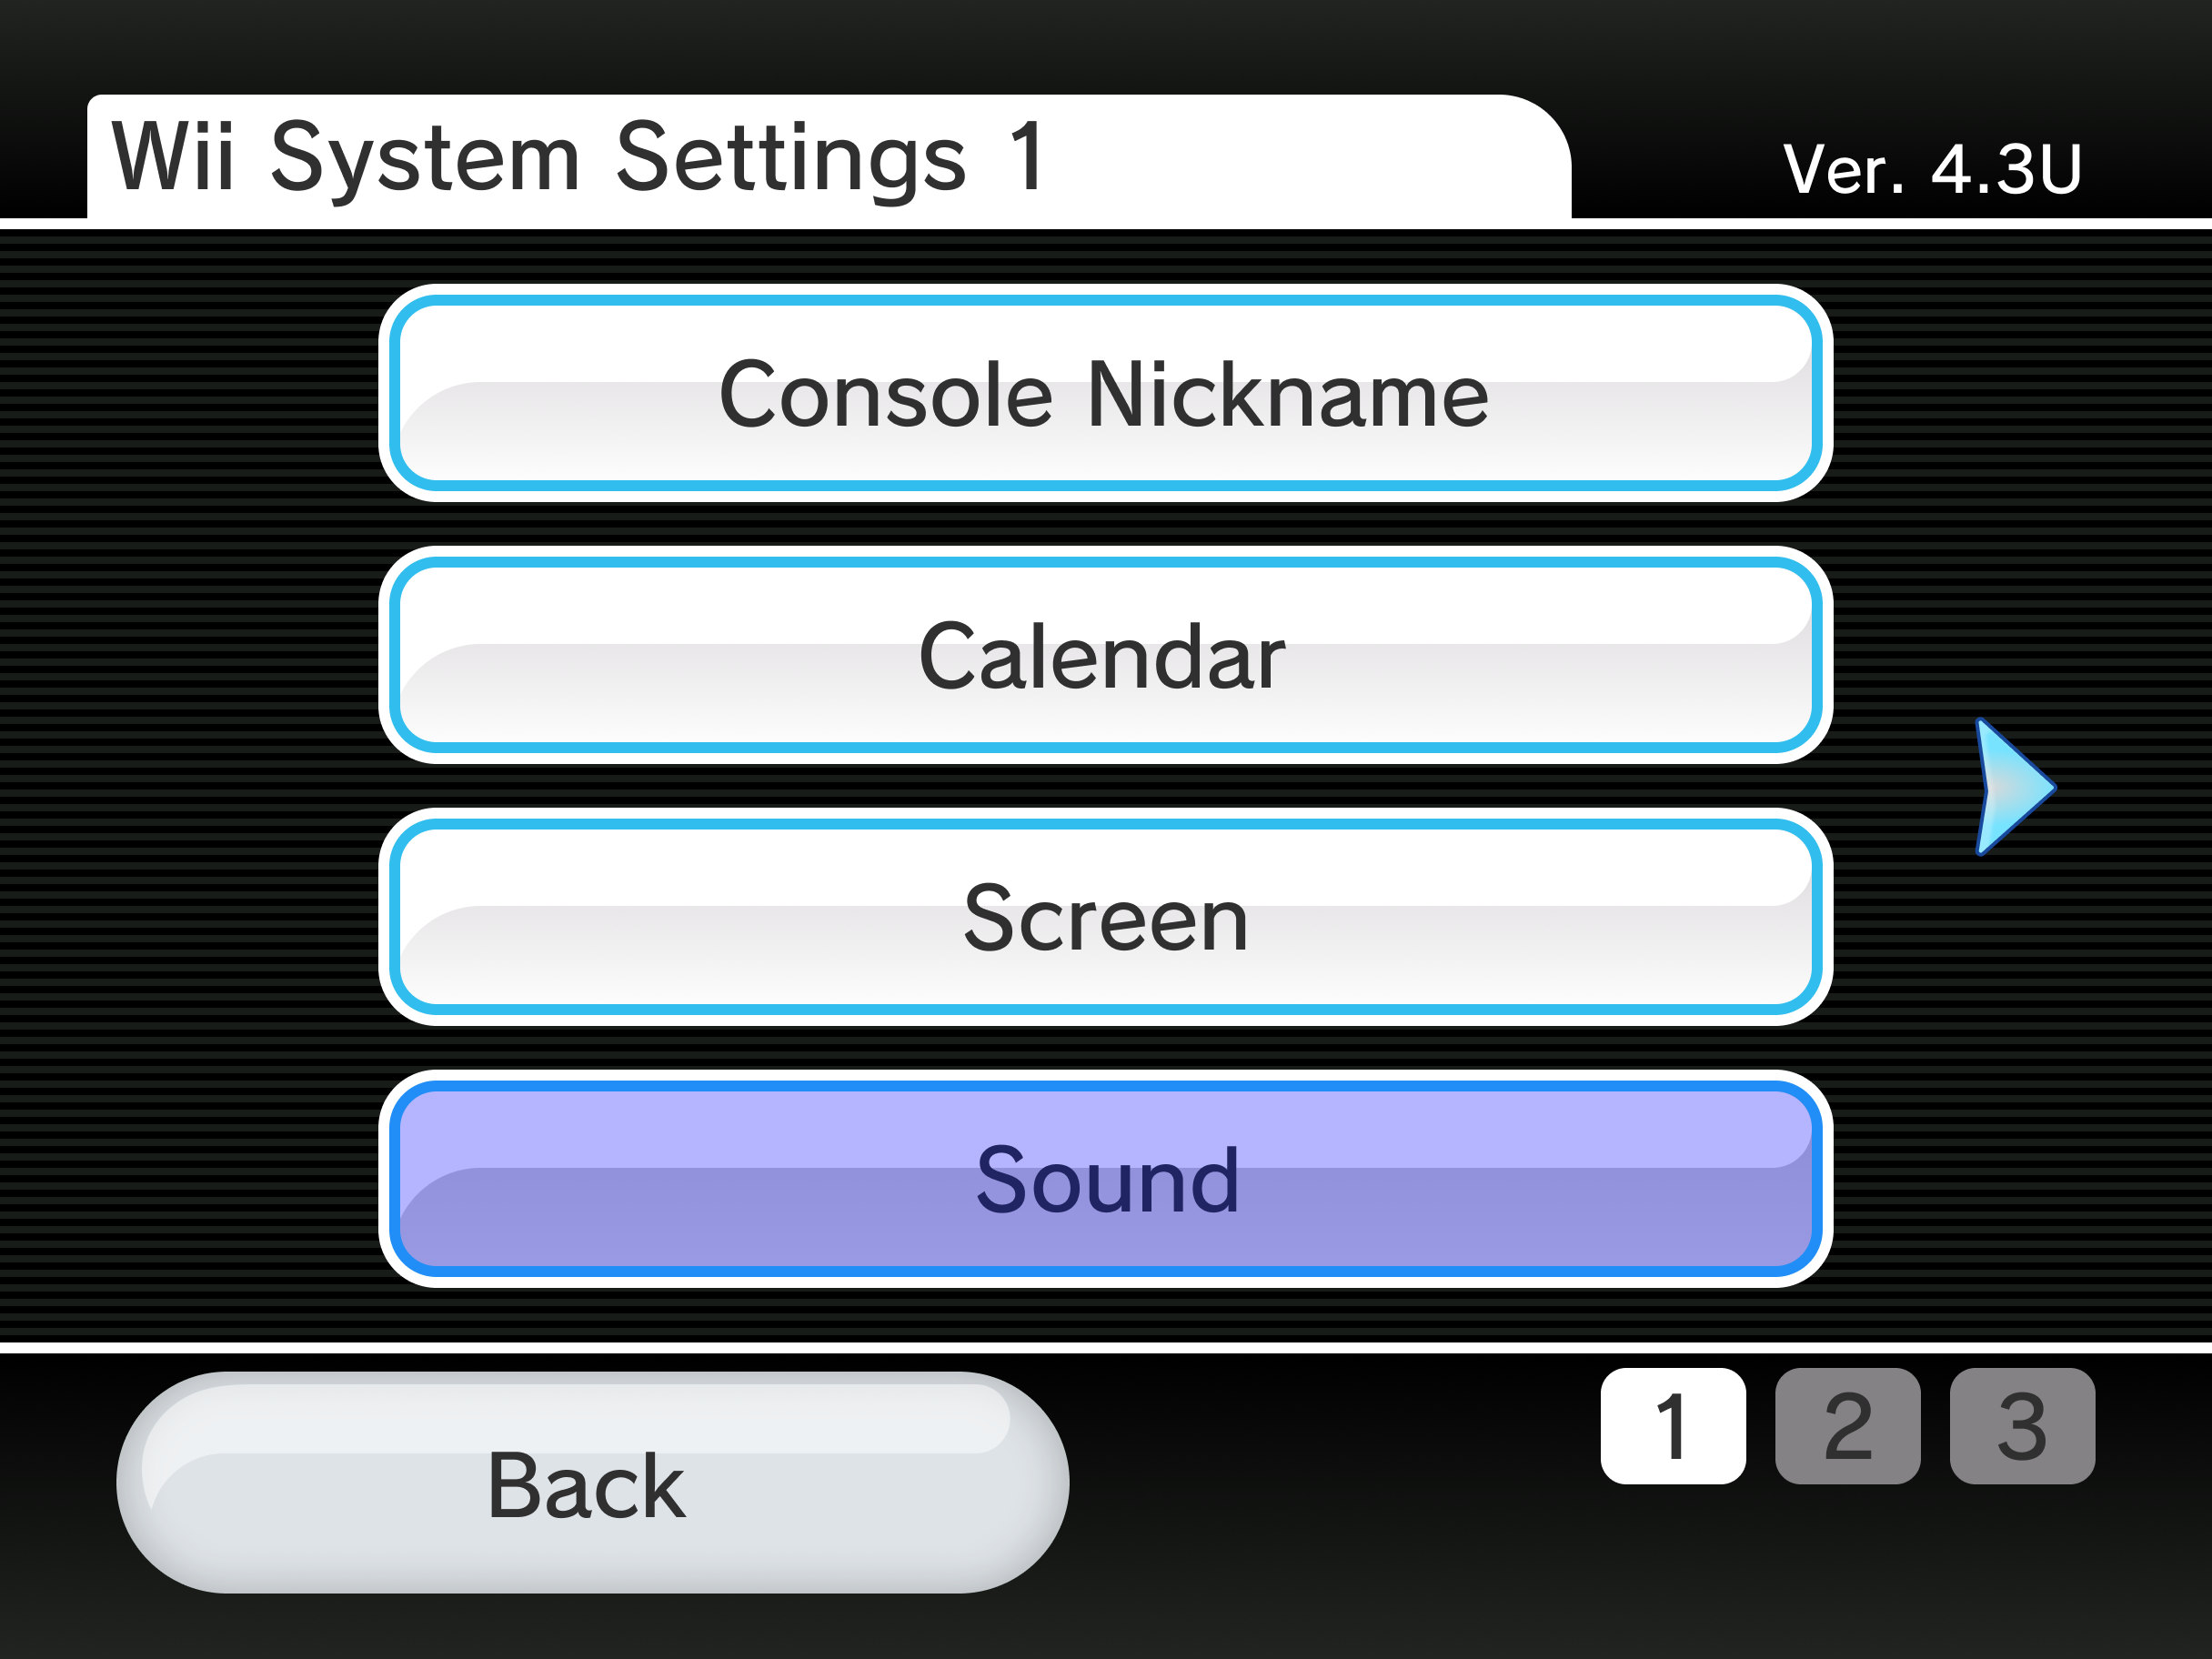 Wii System Settings 1
Ver. 4.3U
Console Nickname
Calendar
Screen
Sound
Back
1 2 3